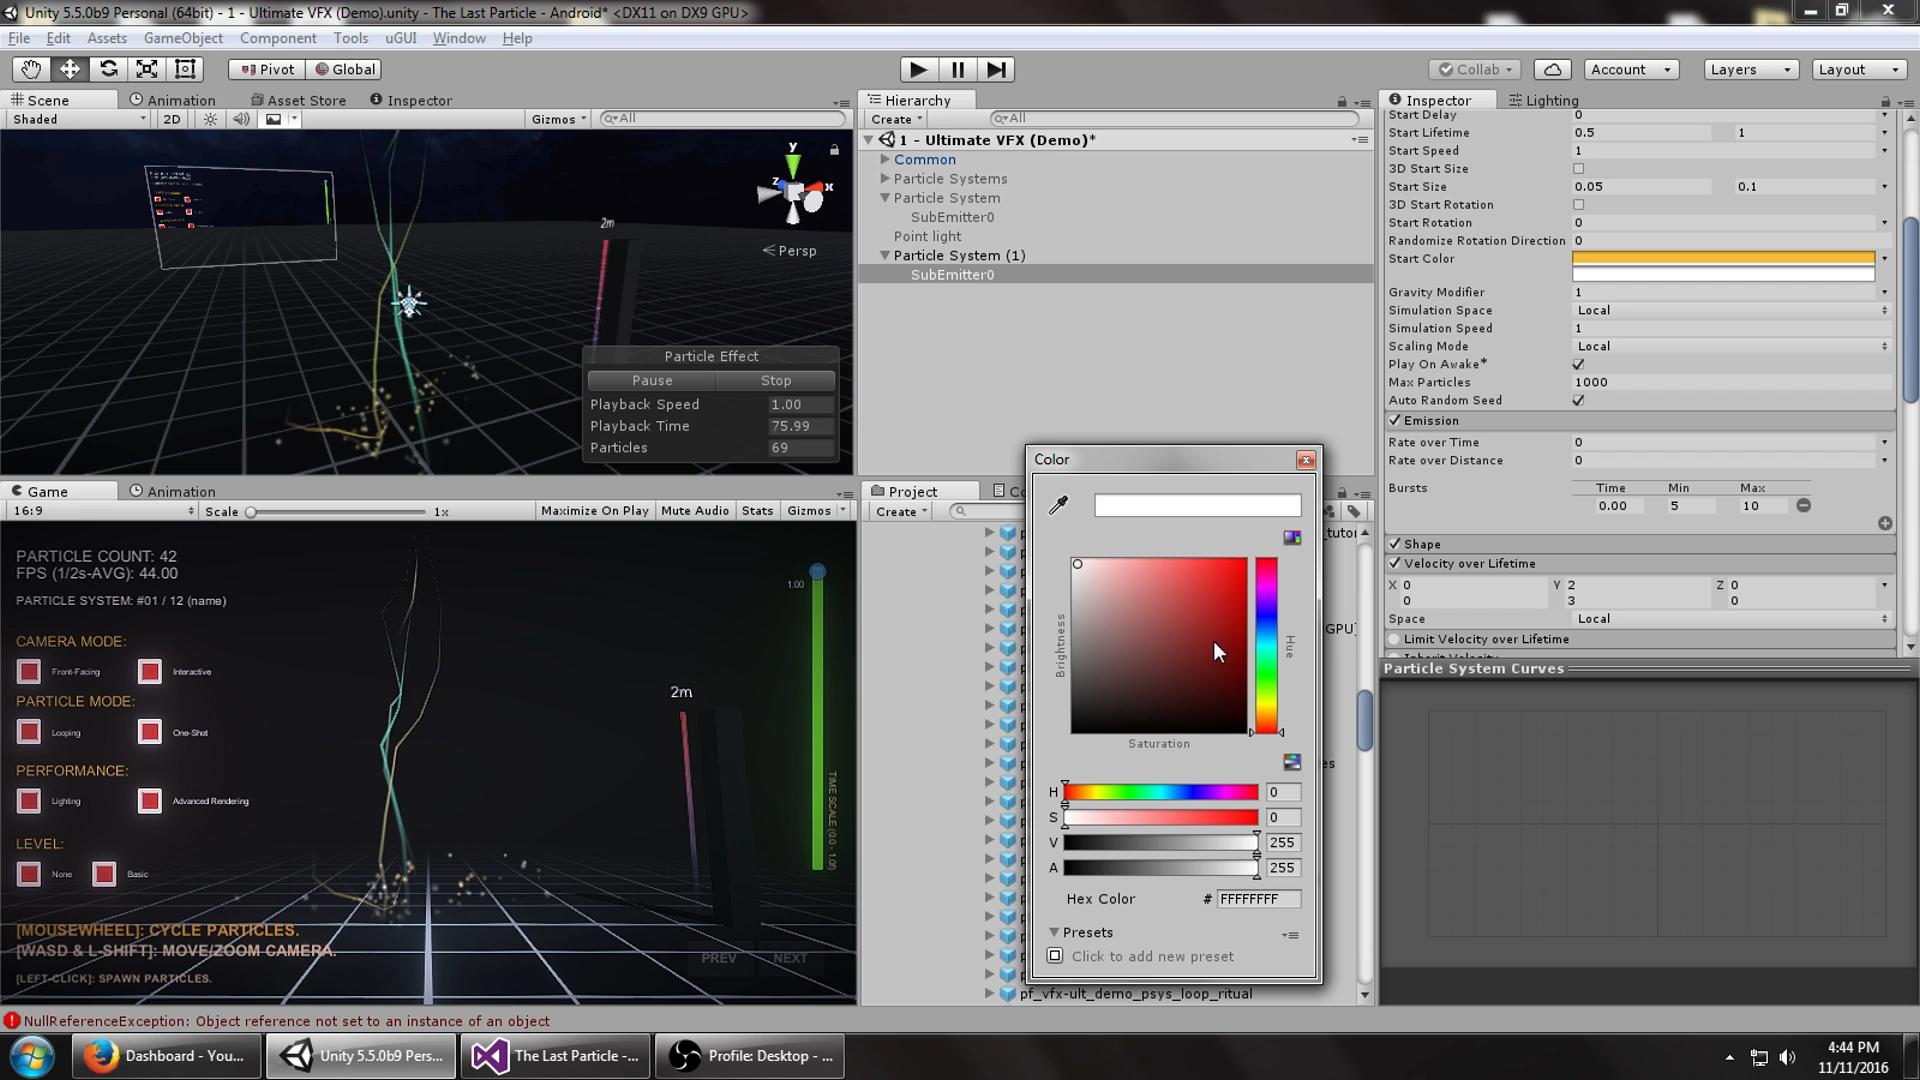 Unity 5.5.0b9 Personal (64bit) - 1 - Ultimate VFX (Demo).unity - The Last Particle - Android* <DX11 on DX9 GPU>
File Edit Assets GameObject Component Tools uGUI Window Help
Pivot Global Collab Account Layers Layout
Scene Animation Asset Store Inspector
Shaded 2D Gizmos All
y
z
x
Persp
2m
Particle Effect
Pause Stop
Playback Speed 1.00
Playback Time 75.99
Particles 69
Hierarchy
Create All
1 - Ultimate VFX (Demo)*
Common
Particle Systems
Particle System
SubEmitter0
Point light
Particle System (1)
SubEmitter0
Inspector Lighting
Start Delay 0
Start Lifetime 0.5 1
Start Speed 1
3D Start Size
Start Size 0.05 0.1
3D Start Rotation
Start Rotation 0
Randomize Rotation Direction 0
Start Color
Gravity Modifier 1
Simulation Space Local
Simulation Speed 1
Scaling Mode Local
Play On Awake*
Max Particles 1000
Auto Random Seed
Emission
Rate over Time 0
Rate over Distance 0
Bursts Time Min Max
0.00 5 10
Shape
Velocity over Lifetime
X 0 Y 2 Z 0
0 3 0
Space Local
Limit Velocity over Lifetime
Particle System Curves
Game Animation
16:9 Scale 1x Maximize On Play Mute Audio Stats Gizmos
PARTICLE COUNT: 42
FPS (1/2s-AVG): 44.00
PARTICLE SYSTEM: #01 / 12 (name)
CAMERA MODE:
Front-Facing Interactive
PARTICLE MODE:
Looping One-Shot
PERFORMANCE:
Lighting Advanced Rendering
LEVEL:
None Basic
[MOUSEWHEEL]: CYCLE PARTICLES.
[WASD & L-SHIFT]: MOVE/ZOOM CAMERA.
[LEFT-CLICK]: SPAWN PARTICLES.
1.00
TIME SCALE (0.0 - 1.0f)
2m
PREV NEXT
Project
Create
_tutor
GPU]
es
pf_vfx-ult_demo_psys_loop_ritual
Color
Brightness
Hue
Saturation
H 0
S 0
V 255
A 255
Hex Color # FFFFFFFF
Presets
Click to add new preset
NullReferenceException: Object reference not set to an instance of an object
Dashboard - You... Unity 5.5.0b9 Pers... The Last Particle -... Profile: Desktop - ...
4:44 PM
11/11/2016